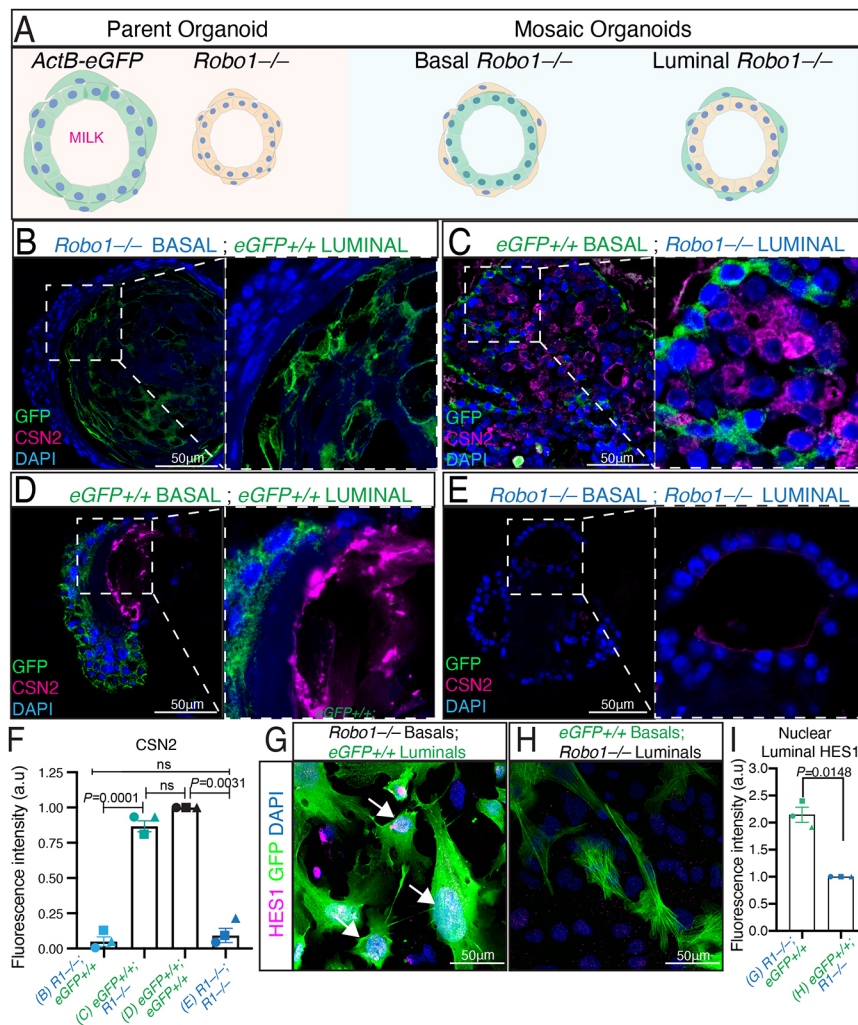 A
Parent Organoid
Mosaic Organoids
ActB-eGFP
Robo1–/–
Basal Robo1–/–
Luminal Robo1–/–
MILK
B
Robo1–/– BASAL ; eGFP+/+ LUMINAL
GFP
CSN2
DAPI
50µm
C
eGFP+/+ BASAL ; Robo1–/– LUMINAL
GFP
CSN2
DAPI
50µm
D
eGFP+/+ BASAL ; eGFP+/+ LUMINAL
GFP
CSN2
DAPI
50µm
eGFP+/+;
E
Robo1–/– BASAL ; Robo1–/– LUMINAL
GFP
CSN2
DAPI
50µm
F
CSN2
Fluorescence intensity (a.u)
1.25
1.00
0.75
0.50
0.25
0.00
ns
P=0.0001
ns
P=0.0031
(B) R1–/–;
eGFP+/+
(C) eGFP+/+;
R1–/–
(D) eGFP+/+;
eGFP+/+
(E) R1–/–;
R1–/–
G
Robo1–/– Basals;
eGFP+/+ Luminals
HES1 GFP DAPI
50µm
H
eGFP+/+ Basals;
Robo1–/– Luminals
50µm
I
Nuclear
Luminal HES1
Fluorescence intensity (a.u)
3.0
2.5
2.0
1.5
1.0
0.5
0.0
P=0.0148
(G) R1–/–;
eGFP+/+
(H) eGFP+/+;
R1–/–